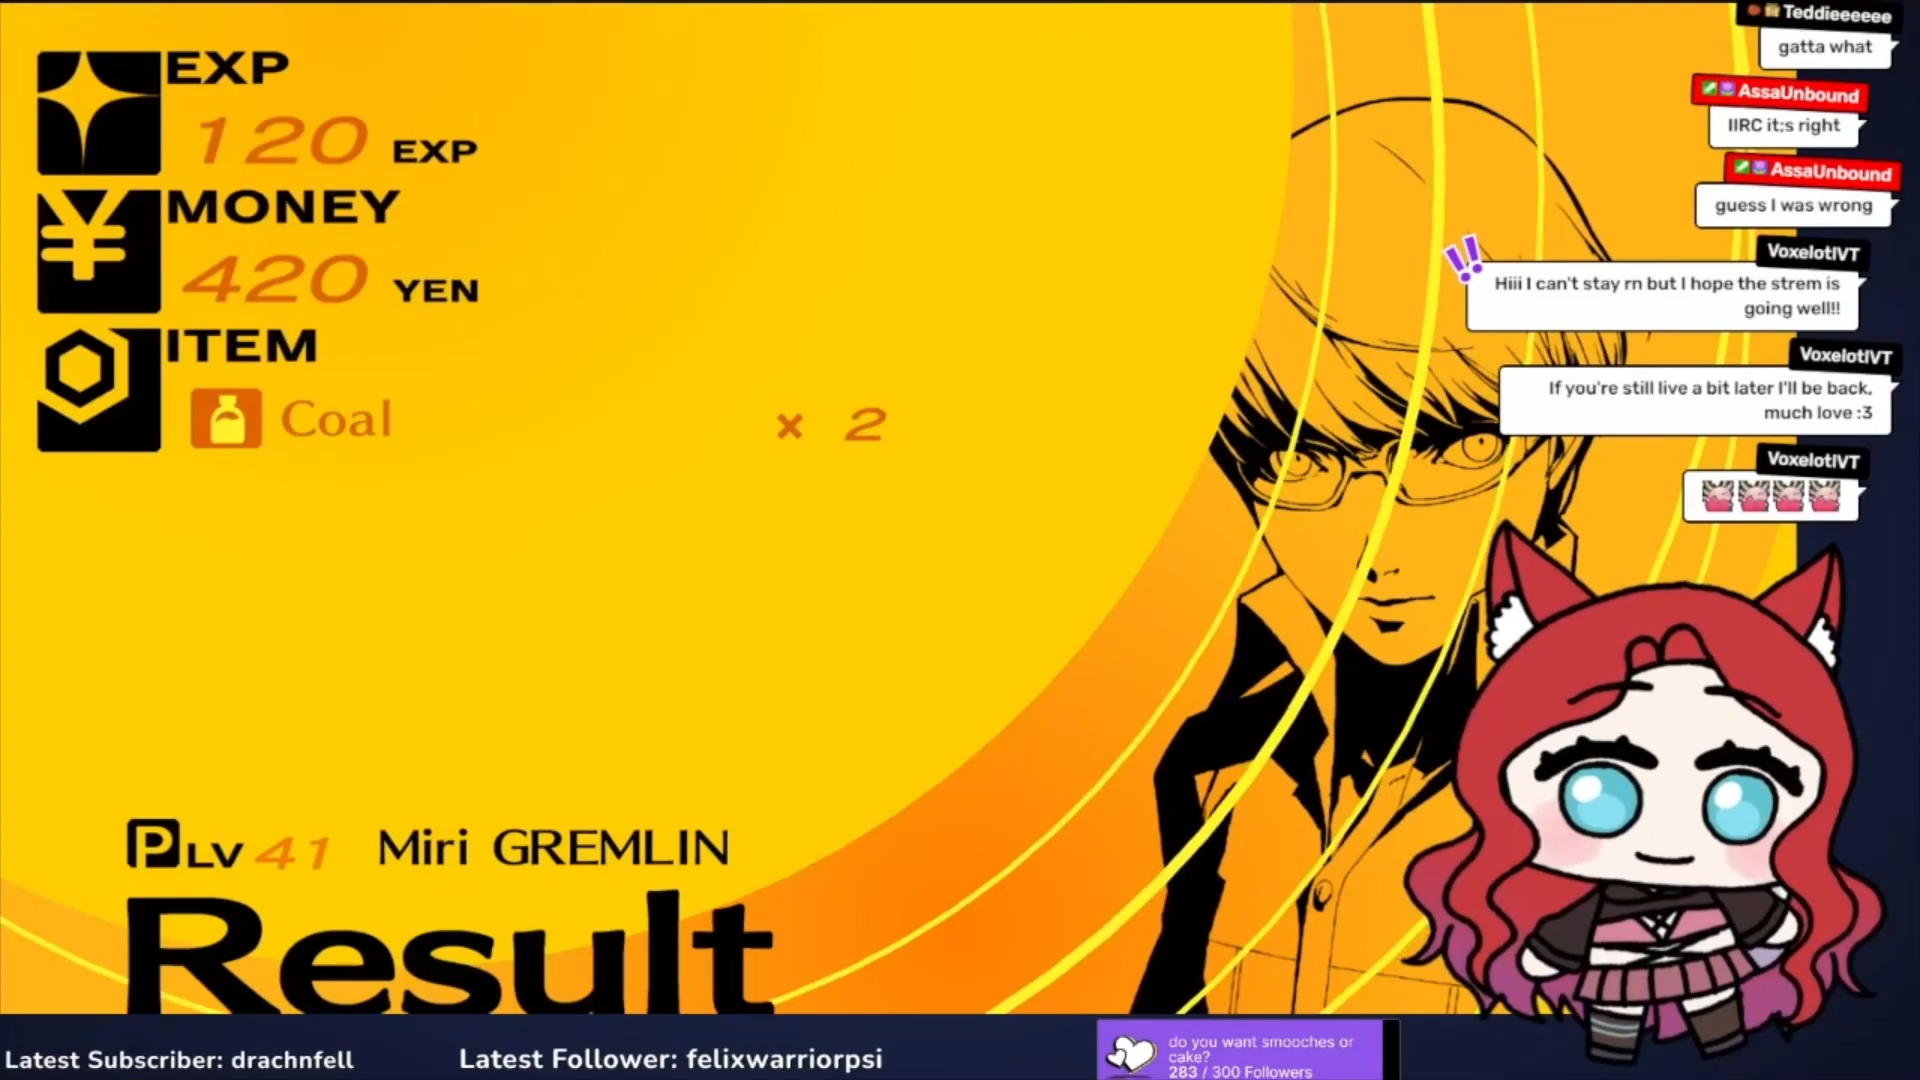 EXP
120 EXP
MONEY
420 YEN
ITEM
Coal × 2
PLV 41 Miri GREMLIN
Result
Teddieeeeee
gatta what
AssaUnbound
IIRC it;s right
AssaUnbound
guess I was wrong
VoxelotlVT
Hiii I can't stay rn but I hope the strem is
going well!!
VoxelotlVT
If you're still live a bit later I'll be back,
much love :3
VoxelotlVT
Latest Subscriber: drachnfell
Latest Follower: felixwarriorpsi
do you want smooches or
cake?
283 / 300 Followers